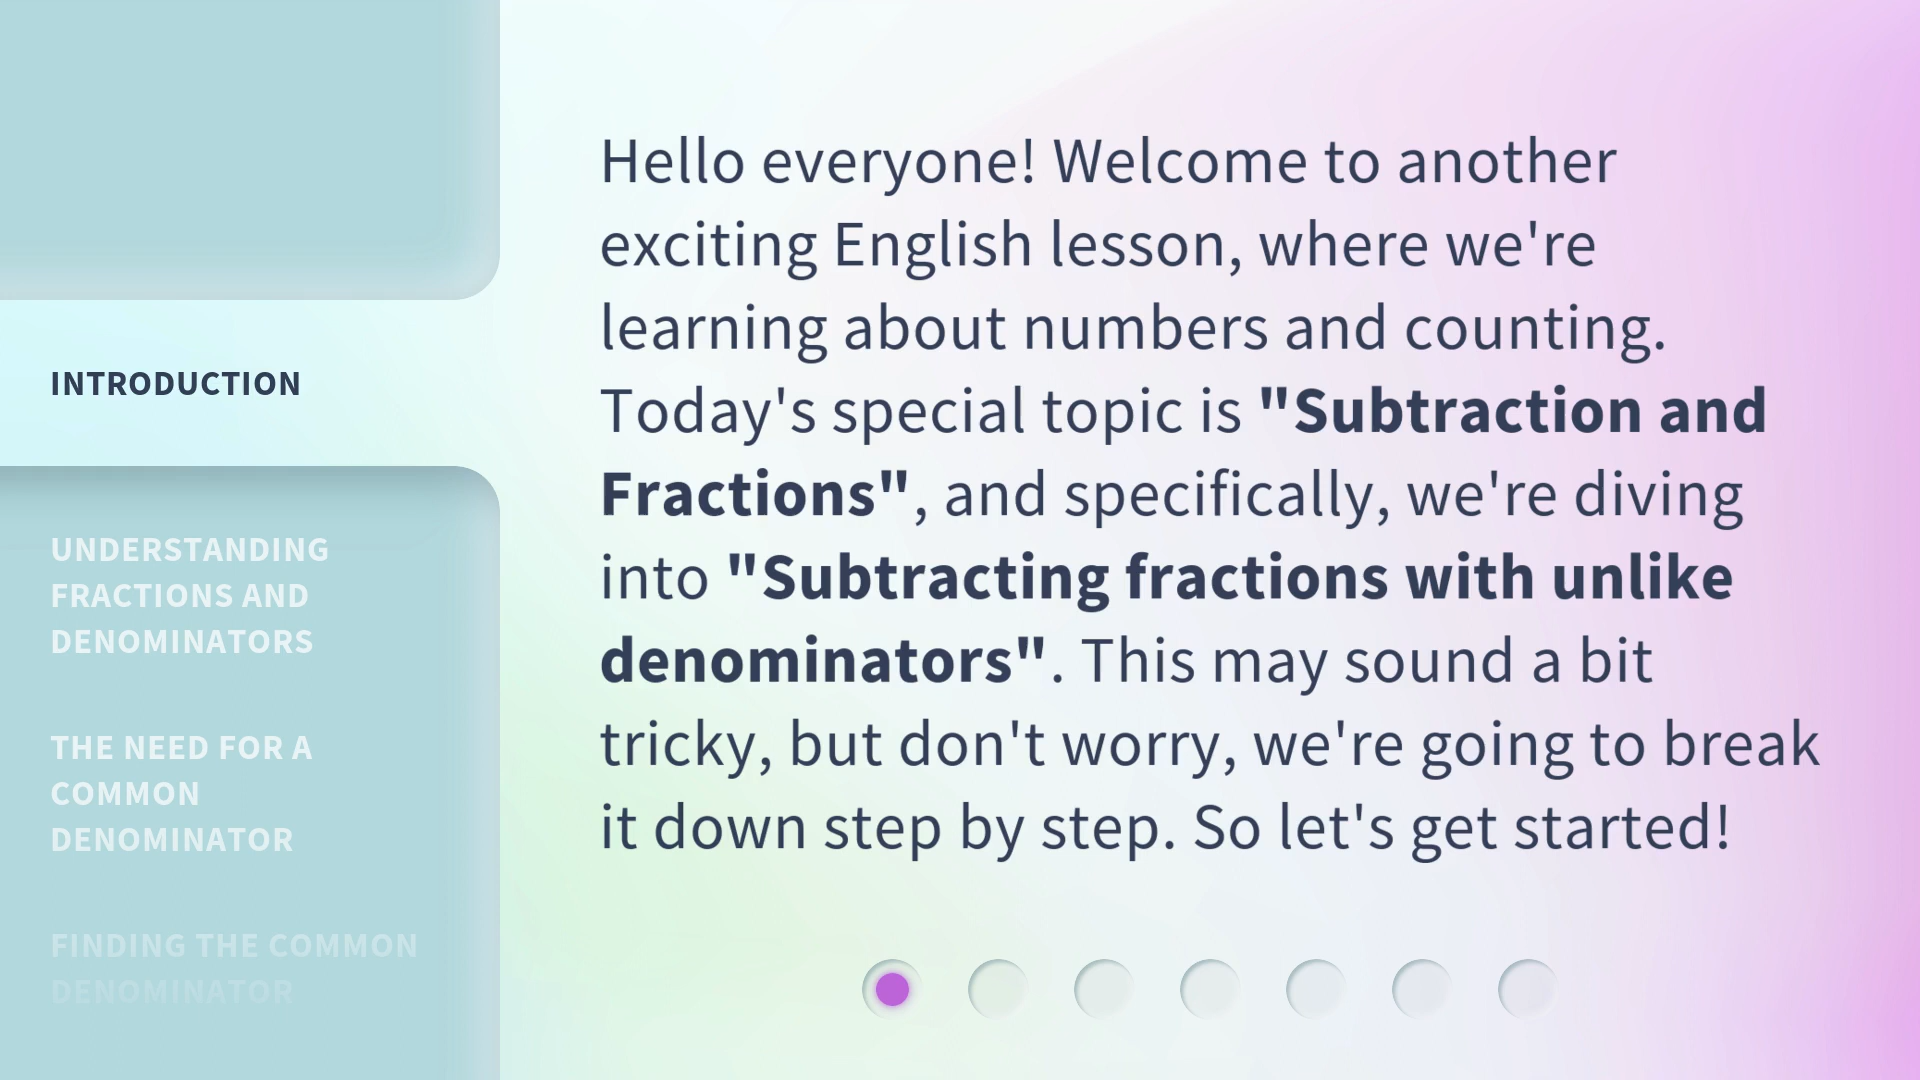 INTRODUCTION
UNDERSTANDING
FRACTIONS AND
DENOMINATORS
THE NEED FOR A
COMMON
DENOMINATOR
FINDING THE COMMON
DENOMINATOR
Hello everyone! Welcome to another
exciting English lesson, where we're
learning about numbers and counting.
Today's special topic is "Subtraction and
Fractions", and specifically, we're diving
into "Subtracting fractions with unlike
denominators". This may sound a bit
tricky, but don't worry, we're going to break
it down step by step. So let's get started!